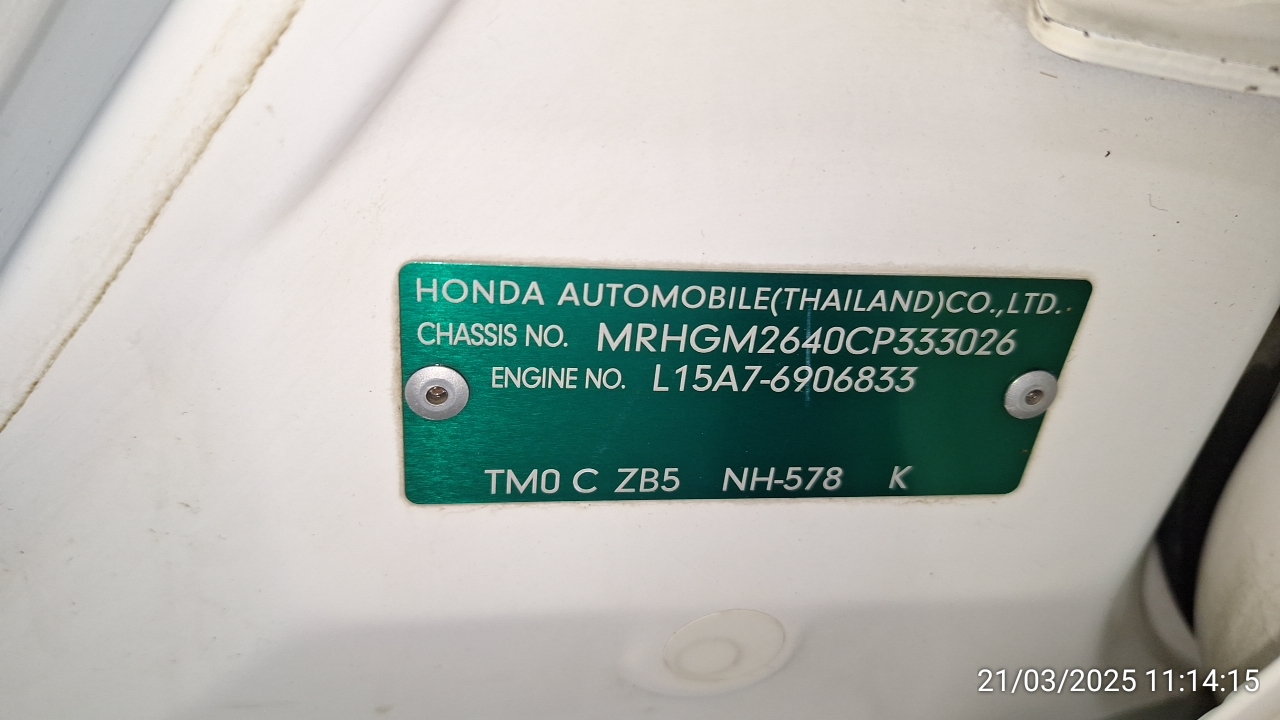 HONDA AUTOMOBILE(THAILAND)CO.,LTD.
CHASSIS NO. MRHGM2640CP333026
ENGINE NO. L15A7-6906833
TM0 C ZB5 NH-578 K
21/03/2025 11:14:15